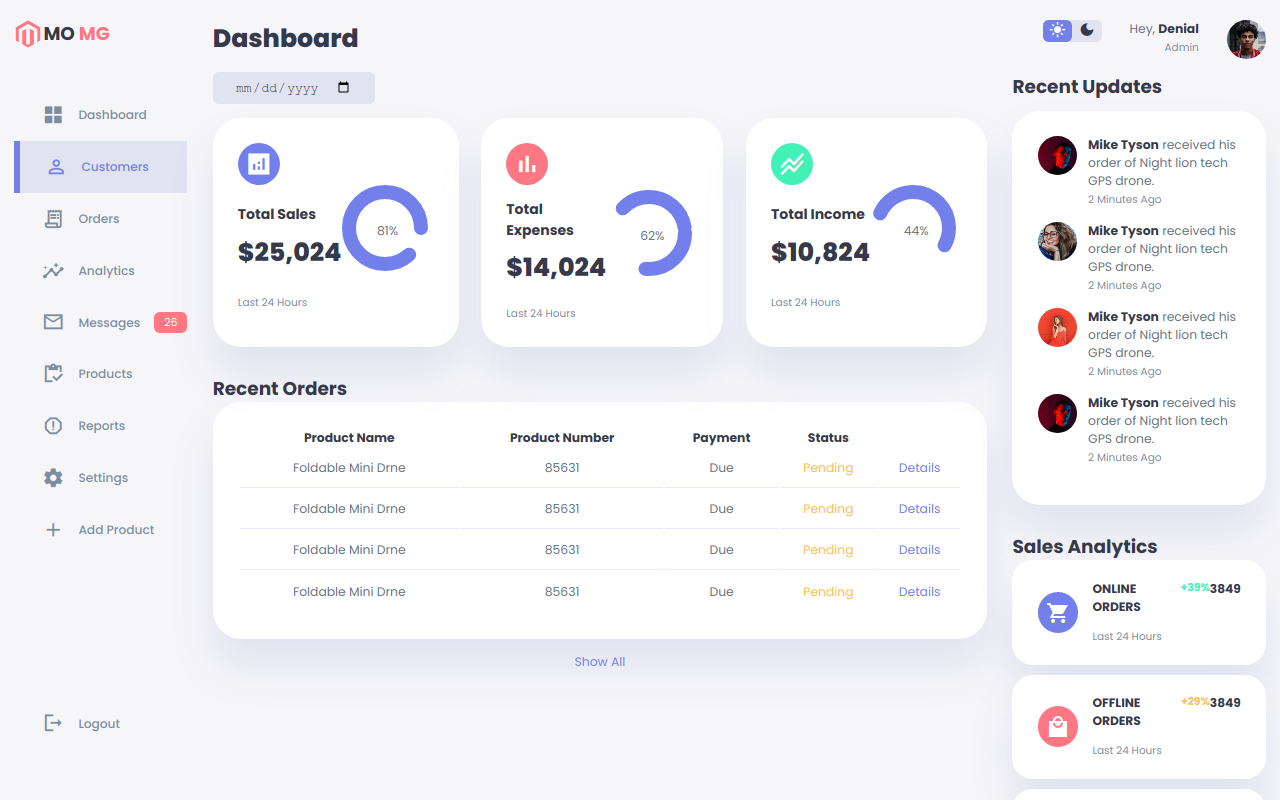 MO MG
Dashboard
Customers
Orders
Analytics
Messages 26
Products
Reports
Settings
Add Product
Logout
Dashboard
mm/dd/yyyy
Total Sales
$25,024
81%
Last 24 Hours
Total
Expenses
$14,024
62%
Last 24 Hours
Total Income
$10,824
44%
Last 24 Hours
Recent Orders
Product Name Product Number Payment Status
Foldable Mini Drne 85631 Due Pending Details
Foldable Mini Drne 85631 Due Pending Details
Foldable Mini Drne 85631 Due Pending Details
Foldable Mini Drne 85631 Due Pending Details
Show All
Hey, Denial
Admin
Recent Updates
Mike Tyson received his
order of Night lion tech
GPS drone.
2 Minutes Ago
Mike Tyson received his
order of Night lion tech
GPS drone.
2 Minutes Ago
Mike Tyson received his
order of Night lion tech
GPS drone.
2 Minutes Ago
Mike Tyson received his
order of Night lion tech
GPS drone.
2 Minutes Ago
Sales Analytics
ONLINE
ORDERS
+39% 3849
Last 24 Hours
OFFLINE
ORDERS
+29% 3849
Last 24 Hours